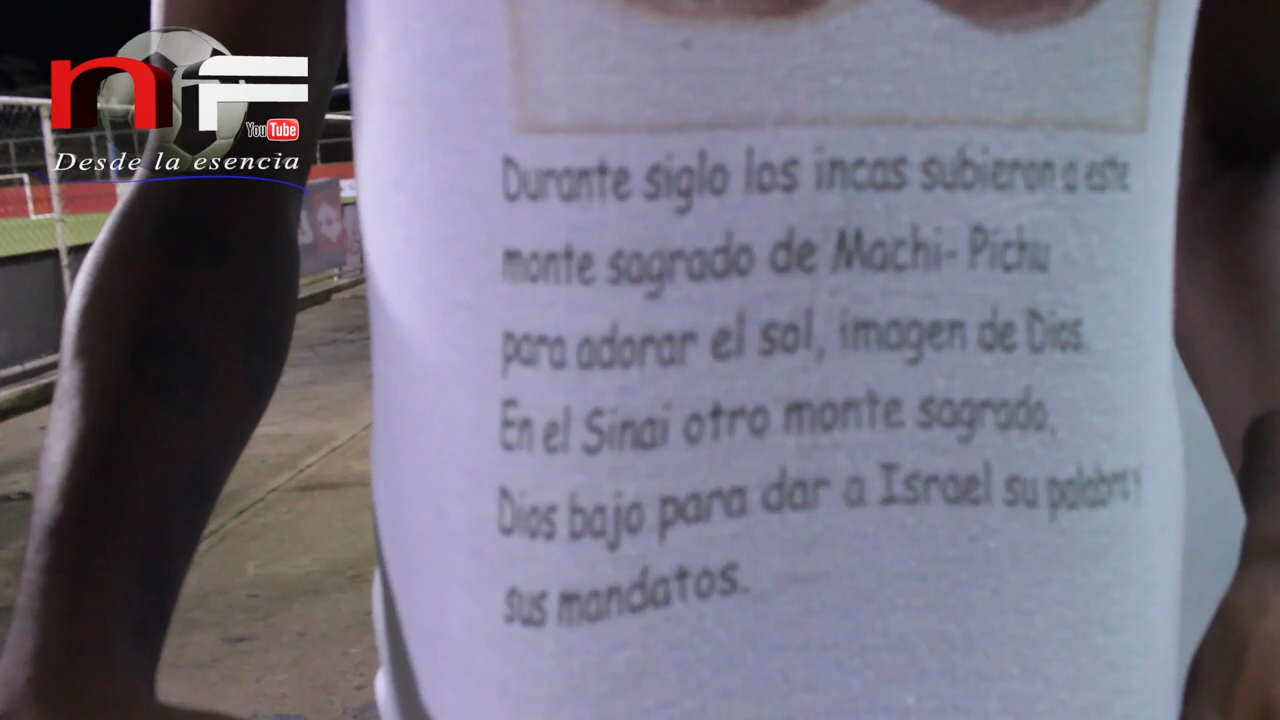 nF
YouTube
Desde la esencia
Durante siglo los incas subieron a este
monte sagrado de Machi- Pichu
para adorar el sol, imagen de Dios.
En el Sinai otro monte sagrado,
Dios bajo para dar a Israel su palabra y
sus mandatos.